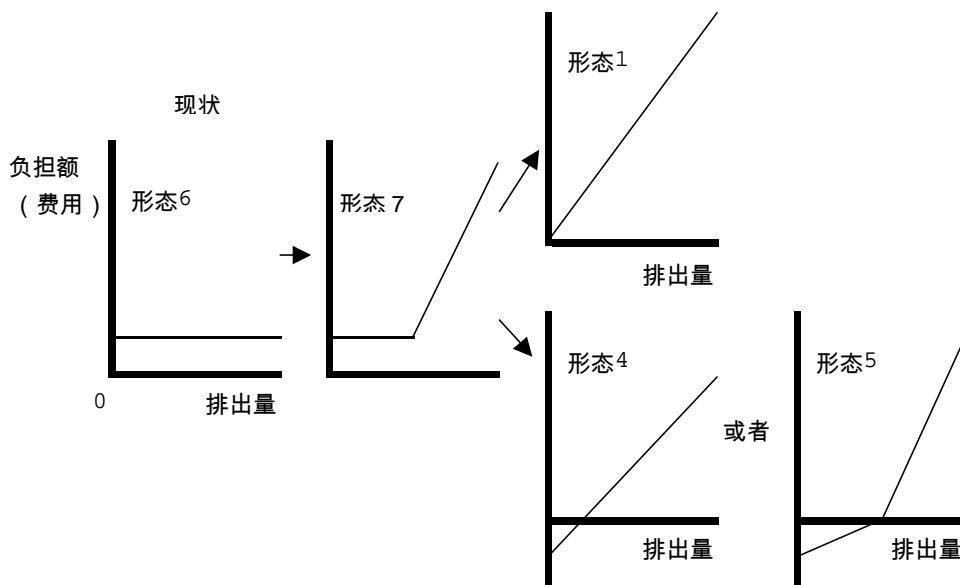 形态1
现状
负担额
（费用）
形态6
形态7
排出量
形态4
形态5
0
排出量
或者
排出量
排出量